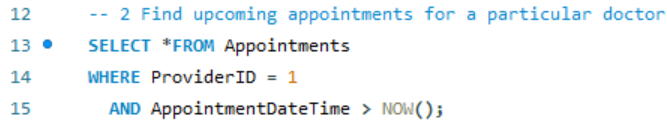 12 -- 2 Find upcoming appointments for a particular doctor
13 SELECT *FROM Appointments
14 WHERE ProviderID = 1
15 AND AppointmentDateTime > NOW();